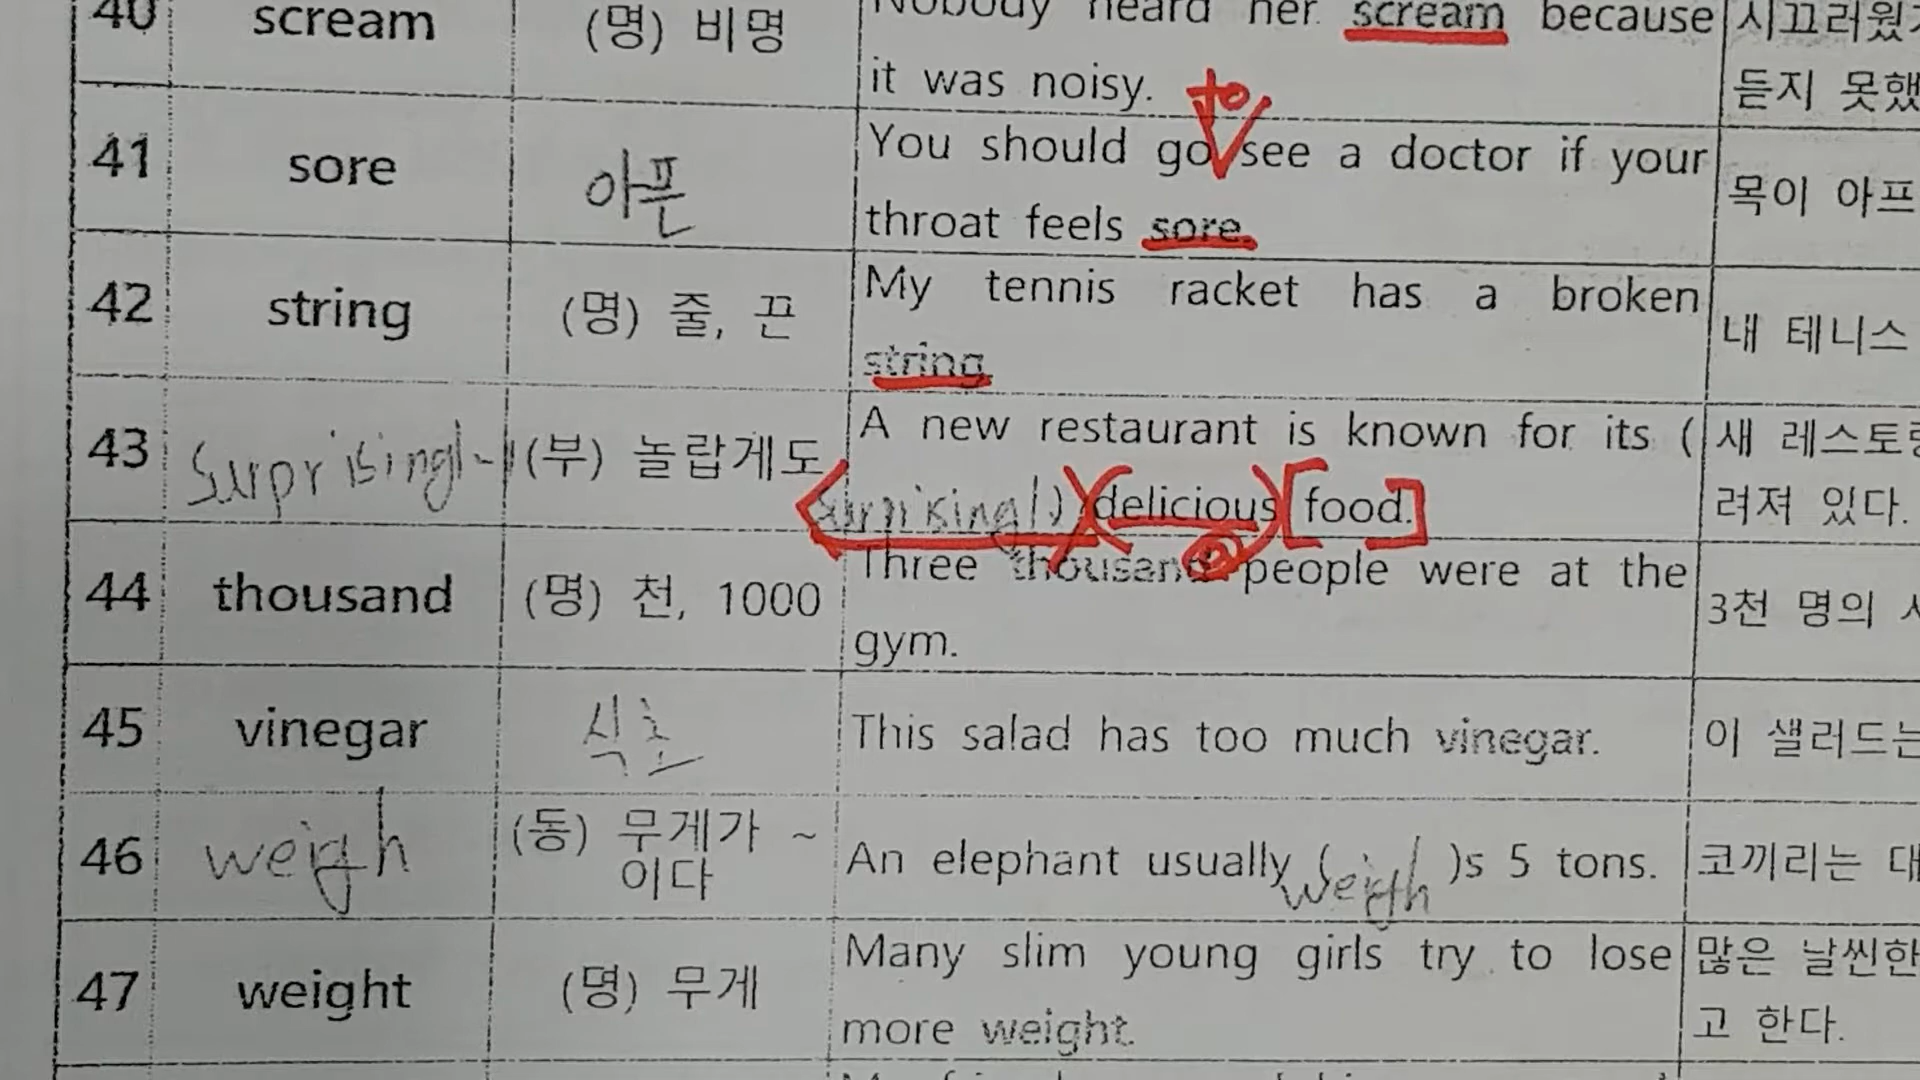 40 scream (명) 비명 Nobody heard her scream because 시끄러웠
it was noisy. 듣지 못했
to
41 sore 아픈 You should go see a doctor if your 목이 아프
throat feels sore.
42 string (명) 줄, 끈 My tennis racket has a broken 내 테니스
string.
43 Surprisingly (부) 놀랍게도 A new restaurant is known for its ( 새 레스토랑
surprisingly) delicious food. 려져 있다.
44 thousand (명) 천, 1000 Three thousand people were at the 3천 명의
gym.
45 vinegar 식초 This salad has too much vinegar. 이 샐러드는
46 weigh (동) 무게가 ~ An elephant usually (weigh )s 5 tons. 코끼리는 대
이다
47 weight (명) 무게 Many slim young girls try to lose 많은 날씬한
more weight. 고 한다.